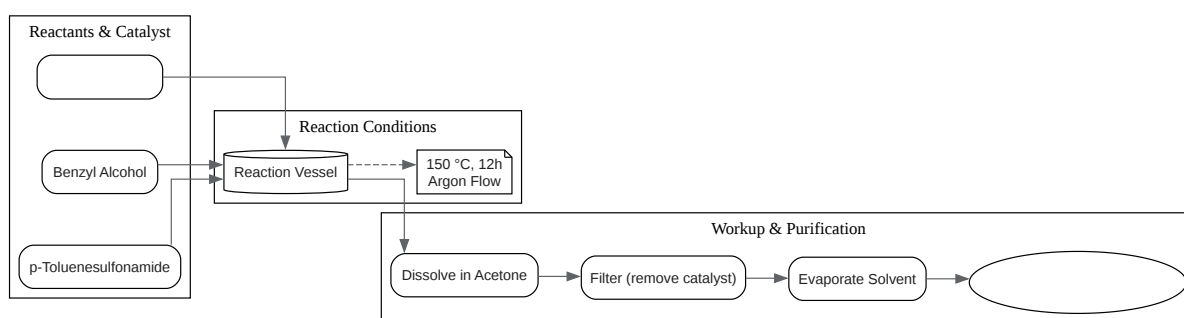 Reactants & Catalyst
Reaction Conditions
Benzyl Alcohol
Reaction Vessel
150 °C, 12h
Argon Flow
p-Toluenesulfonamide
Workup & Purification
Dissolve in Acetone
Filter (remove catalyst)
Evaporate Solvent